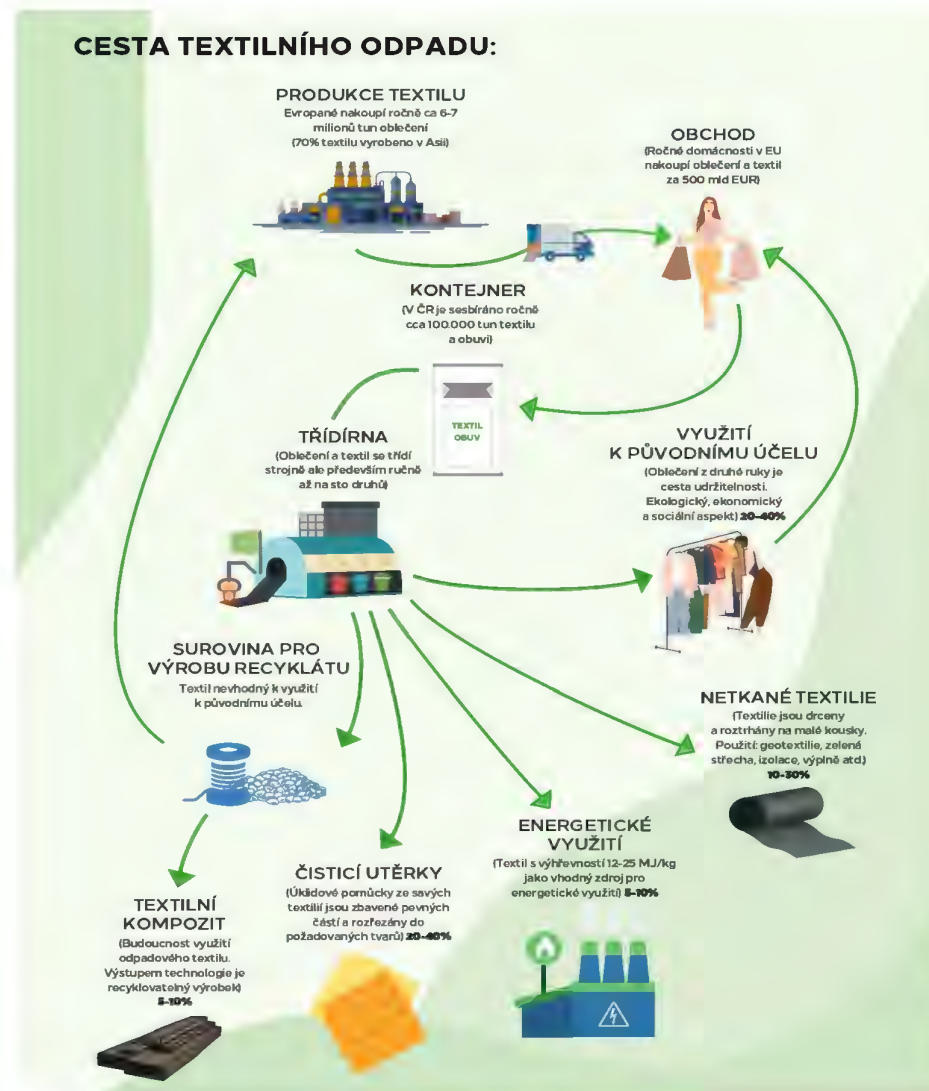 CESTA TEXTILNÍHO ODPADU:
PRODUKCE TEXTILU
Evropané nakoupí ročně ca 6-7
milionů tun oblečení
(70% textilu vyrobeno v Asii)
OBCHOD
(Ročně domácnosti v EU
nakoupí oblečení a textil
za 500 mld EUR)
KONTEJNER
(V ČR je sesbíráno ročně
cca 100.000 tun textilu
a obuvi)
TEXTIL
OBUV
TŘÍDÍRNA
(Oblečení a textil se třídí
strojně ale především ručně
až na sto druhů)
VYUŽITÍ
K PŮVODNÍMU ÚČELU
(Oblečení z druhé ruky je
cesta udržitelnosti.
Ekologický, ekonomický
a sociální aspekt) 20-40%
SUROVINA PRO
VÝROBU RECYKLÁTU
Textil nevhodný k využití
k původnímu účelu.
NETKANÉ TEXTILIE
(Textilie jsou drceny
a roztrhány na malé kousky.
Použití: geotextilie, zelená
střecha, izolace, výplně atd.)
10-30%
ENERGETICKÉ
VYUŽITÍ
(Textil s výhřevností 12-25 MJ/kg
jako vhodný zdroj pro
energetické využití) 5-10%
ČISTICÍ UTĚRKY
(Úklidové pomůcky ze savých
textilií jsou zbavené pevných
částí a rozřezány do
požadovaných tvarů) 20-40%
TEXTILNÍ
KOMPOZIT
(Budoucnost využití
odpadového textilu.
Výstupem technologie je
recyklovatelný výrobek)
5-10%